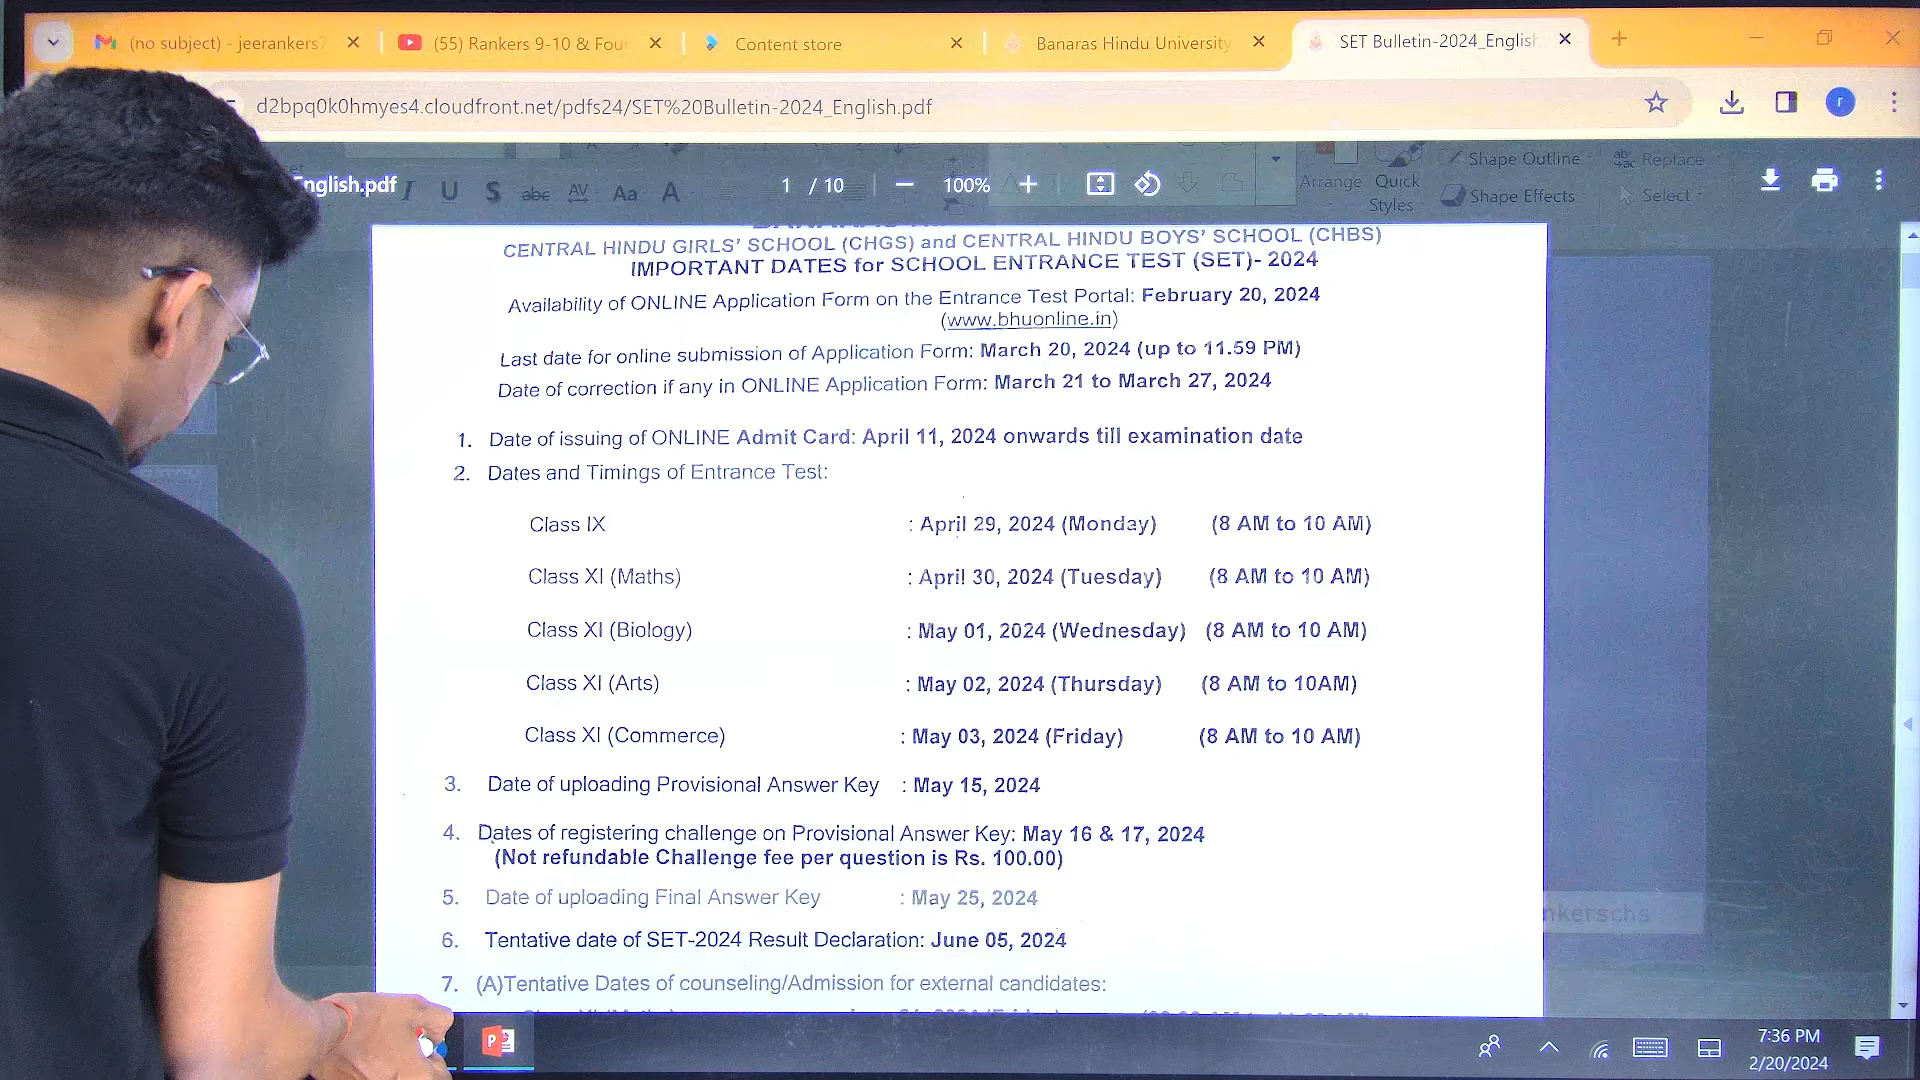 (no subject) - jeerankers7
(55) Rankers 9-10 & Four
Content store
Banaras Hindu University
SET Bulletin-2024_English
d2bpq0k0hmyes4.cloudfront.net/pdfs24/SET%20Bulletin-2024_English.pdf
r
English.pdf
U S abc AV Aa A
1 / 10
100%
Arrange
Quick
Styles
Shape Outline
Shape Effects
Replace
Select
CENTRAL HINDU GIRLS' SCHOOL (CHGS) and CENTRAL HINDU BOYS' SCHOOL (CHBS)
IMPORTANT DATES for SCHOOL ENTRANCE TEST (SET)- 2024
Availability of ONLINE Application Form on the Entrance Test Portal: February 20, 2024
(www.bhuonline.in)
Last date for online submission of Application Form: March 20, 2024 (up to 11.59 PM)
Date of correction if any in ONLINE Application Form: March 21 to March 27, 2024
1. Date of issuing of ONLINE Admit Card: April 11, 2024 onwards till examination date
2. Dates and Timings of Entrance Test:
Class IX : April 29, 2024 (Monday) (8 AM to 10 AM)
Class XI (Maths) : April 30, 2024 (Tuesday) (8 AM to 10 AM)
Class XI (Biology) : May 01, 2024 (Wednesday) (8 AM to 10 AM)
Class XI (Arts) : May 02, 2024 (Thursday) (8 AM to 10AM)
Class XI (Commerce) : May 03, 2024 (Friday) (8 AM to 10 AM)
3. Date of uploading Provisional Answer Key : May 15, 2024
4. Dates of registering challenge on Provisional Answer Key: May 16 & 17, 2024
(Not refundable Challenge fee per question is Rs. 100.00)
5. Date of uploading Final Answer Key : May 25, 2024
6. Tentative date of SET-2024 Result Declaration: June 05, 2024
7. (A)Tentative Dates of counseling/Admission for external candidates:
nkerschs
P
7:36 PM
2/20/2024